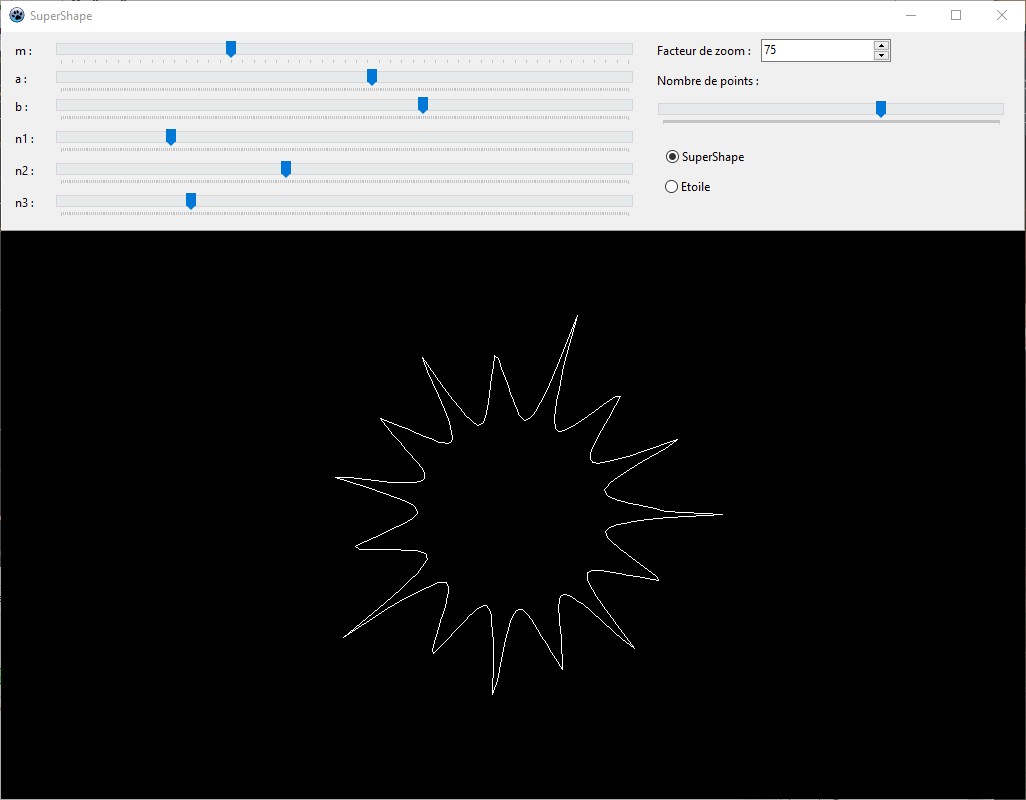 SuperShape
m :
a :
b :
n1 :
n2 :
n3 :
Facteur de zoom : 75
Nombre de points :
SuperShape
Etoile